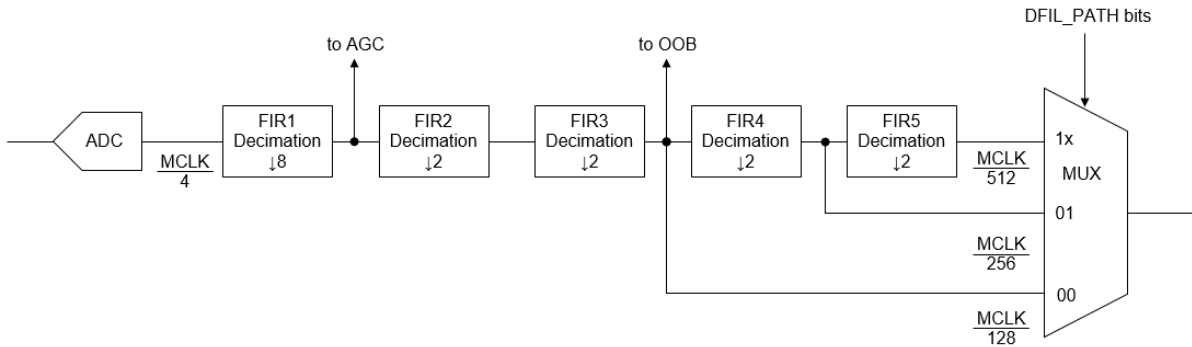 DFIL_PATH bits
to AGC
to OOB
ADC
MCLK
4
FIR1
Decimation
↓8
FIR2
Decimation
↓2
FIR3
Decimation
↓2
FIR4
Decimation
↓2
FIR5
Decimation
↓2
MCLK
512
1x
MUX
01
MCLK
256
00
MCLK
128